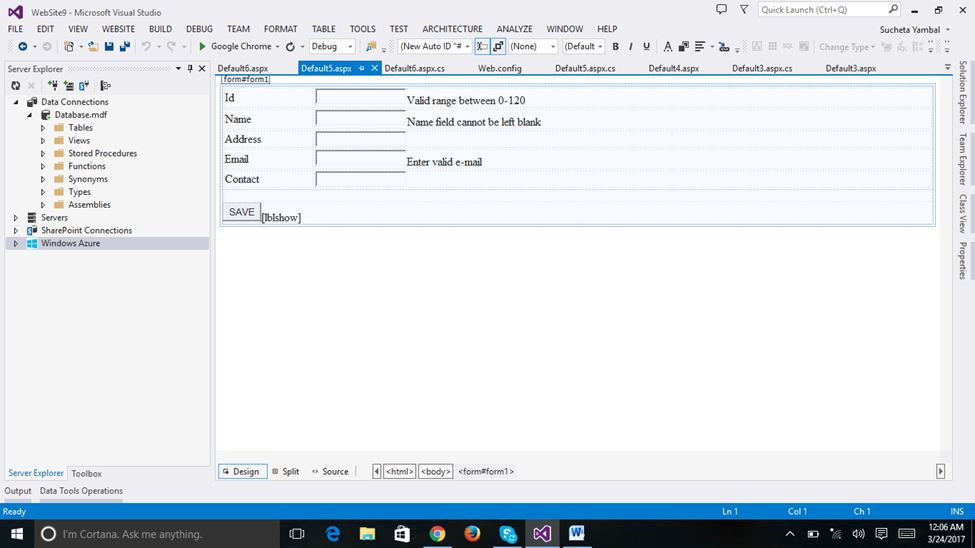 WebSite9 - Microsoft Visual Studio
Quick Launch (Ctrl+Q)
FILE EDIT VIEW WEBSITE BUILD DEBUG TEAM FORMAT TABLE TOOLS TEST ARCHITECTURE ANALYZE WINDOW HELP
Sucheta Yambal
Google Chrome Debug (New Auto ID "# (None) (Default B I U A SQL Change Type
Server Explorer
Default6.aspx Default5.aspx Default6.aspx.cs Web.config Default5.aspx.cs Default4.aspx Default3.aspx.cs Default3.aspx
form#form1
Data Connections
Database.mdf
Tables
Views
Stored Procedures
Functions
Synonyms
Types
Assemblies
Servers
SharePoint Connections
Windows Azure
Id Valid range between 0-120
Name Name field cannot be left blank
Address
Email Enter valid e-mail
Contact
SAVE [lblshow]
Solution Explorer
Team Explorer
Class View
Properties
Design Split Source <html> <body> <form#form1>
Server Explorer Toolbox
Output Data Tools Operations
Ready Ln 1 Col 1 Ch 1 INS
I'm Cortana. Ask me anything.
12:06 AM
3/24/2017